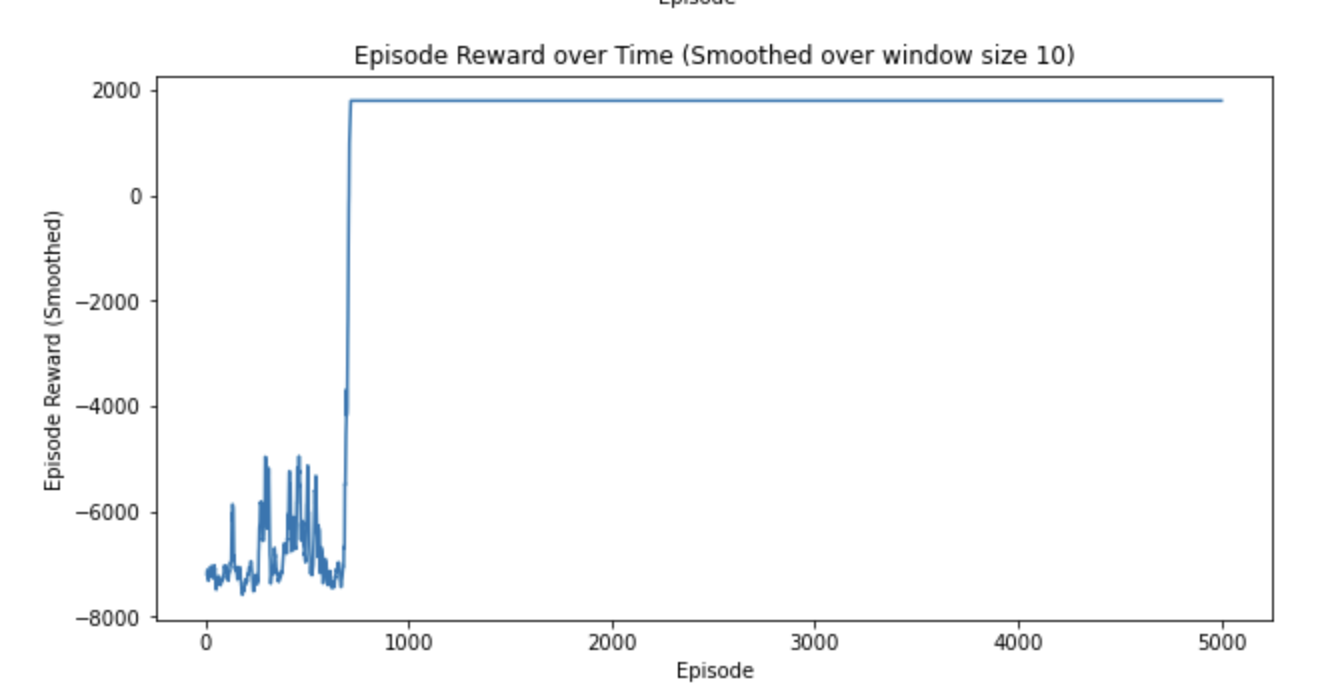 Episode
Episode Reward over Time (Smoothed over window size 10)
2000
0
−2000
−4000
−6000
−8000
Episode Reward (Smoothed)
0 1000 2000 3000 4000 5000
Episode